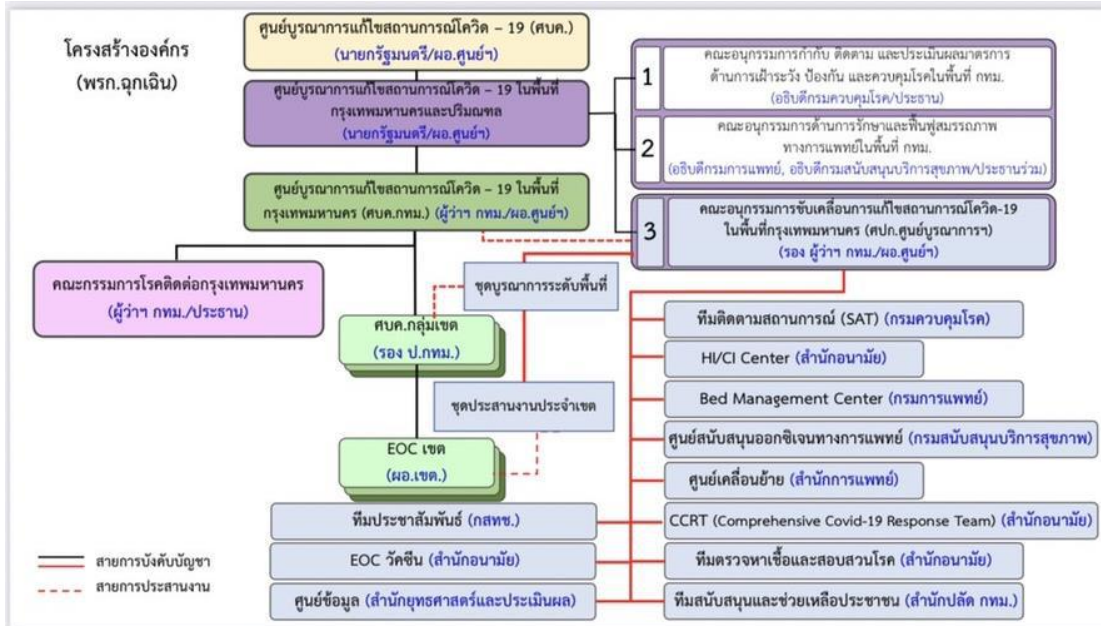 โครงสร้างองค์กร
(พรก.ฉุกเฉิน)
ศูนย์บูรณาการแก้ไขสถานการณ์โควิด – 19 (ศบค.)
(นายกรัฐมนตรี/ผอ.ศูนย์ฯ)
ศูนย์บูรณาการแก้ไขสถานการณ์โควิด – 19 ในพื้นที่
กรุงเทพมหานครและปริมณฑล
(นายกรัฐมนตรี/ผอ.ศูนย์ฯ)
1
คณะอนุกรรมการกำกับ ติดตาม และประเมินผลมาตรการ
ด้านการเฝ้าระวัง ป้องกัน และควบคุมโรคในพื้นที่ กทม.
(อธิบดีกรมควบคุมโรค/ประธาน)
2
คณะอนุกรรมการด้านการรักษาและฟื้นฟูสมรรถภาพ
ทางการแพทย์ในพื้นที่ กทม.
(อธิบดีกรมการแพทย์, อธิบดีกรมสนับสนุนบริการสุขภาพ/ประธานร่วม)
3
คณะอนุกรรมการขับเคลื่อนการแก้ไขสถานการณ์โควิด-19
ในพื้นที่กรุงเทพมหานคร (ศปก.ศูนย์บูรณาการฯ)
(รอง ผู้ว่าฯ กทม./ผอ.ศูนย์ฯ)
ศูนย์บูรณาการแก้ไขสถานการณ์โควิด – 19 ในพื้นที่
กรุงเทพมหานคร (ศบค.กทม.) (ผู้ว่าฯ กทม./ผอ.ศูนย์ฯ)
คณะกรรมการโรคติดต่อกรุงเทพมหานคร
(ผู้ว่าฯ กทม./ประธาน)
ชุดบูรณาการระดับพื้นที่
ศบค.กลุ่มเขต
(รอง ป.กทม.)
ชุดประสานงานประจำเขต
EOC เขต
(ผอ.เขต.)
ทีมติดตามสถานการณ์ (SAT) (กรมควบคุมโรค)
HI/CI Center (สำนักอนามัย)
Bed Management Center (กรมการแพทย์)
ศูนย์สนับสนุนออกซิเจนทางการแพทย์ (กรมสนับสนุนบริการสุขภาพ)
ศูนย์เคลื่อนย้าย (สำนักการแพทย์)
ทีมประชาสัมพันธ์ (กสทช.)
CCRT (Comprehensive Covid-19 Response Team) (สำนักอนามัย)
EOC วัคซีน (สำนักอนามัย)
ทีมตรวจหาเชื้อและสอบสวนโรค (สำนักอนามัย)
ศูนย์ข้อมูล (สำนักยุทธศาสตร์และประเมินผล)
ทีมสนับสนุนและช่วยเหลือประชาชน (สำนักปลัด กทม.)
สายการบังคับบัญชา
สายการประสานงาน